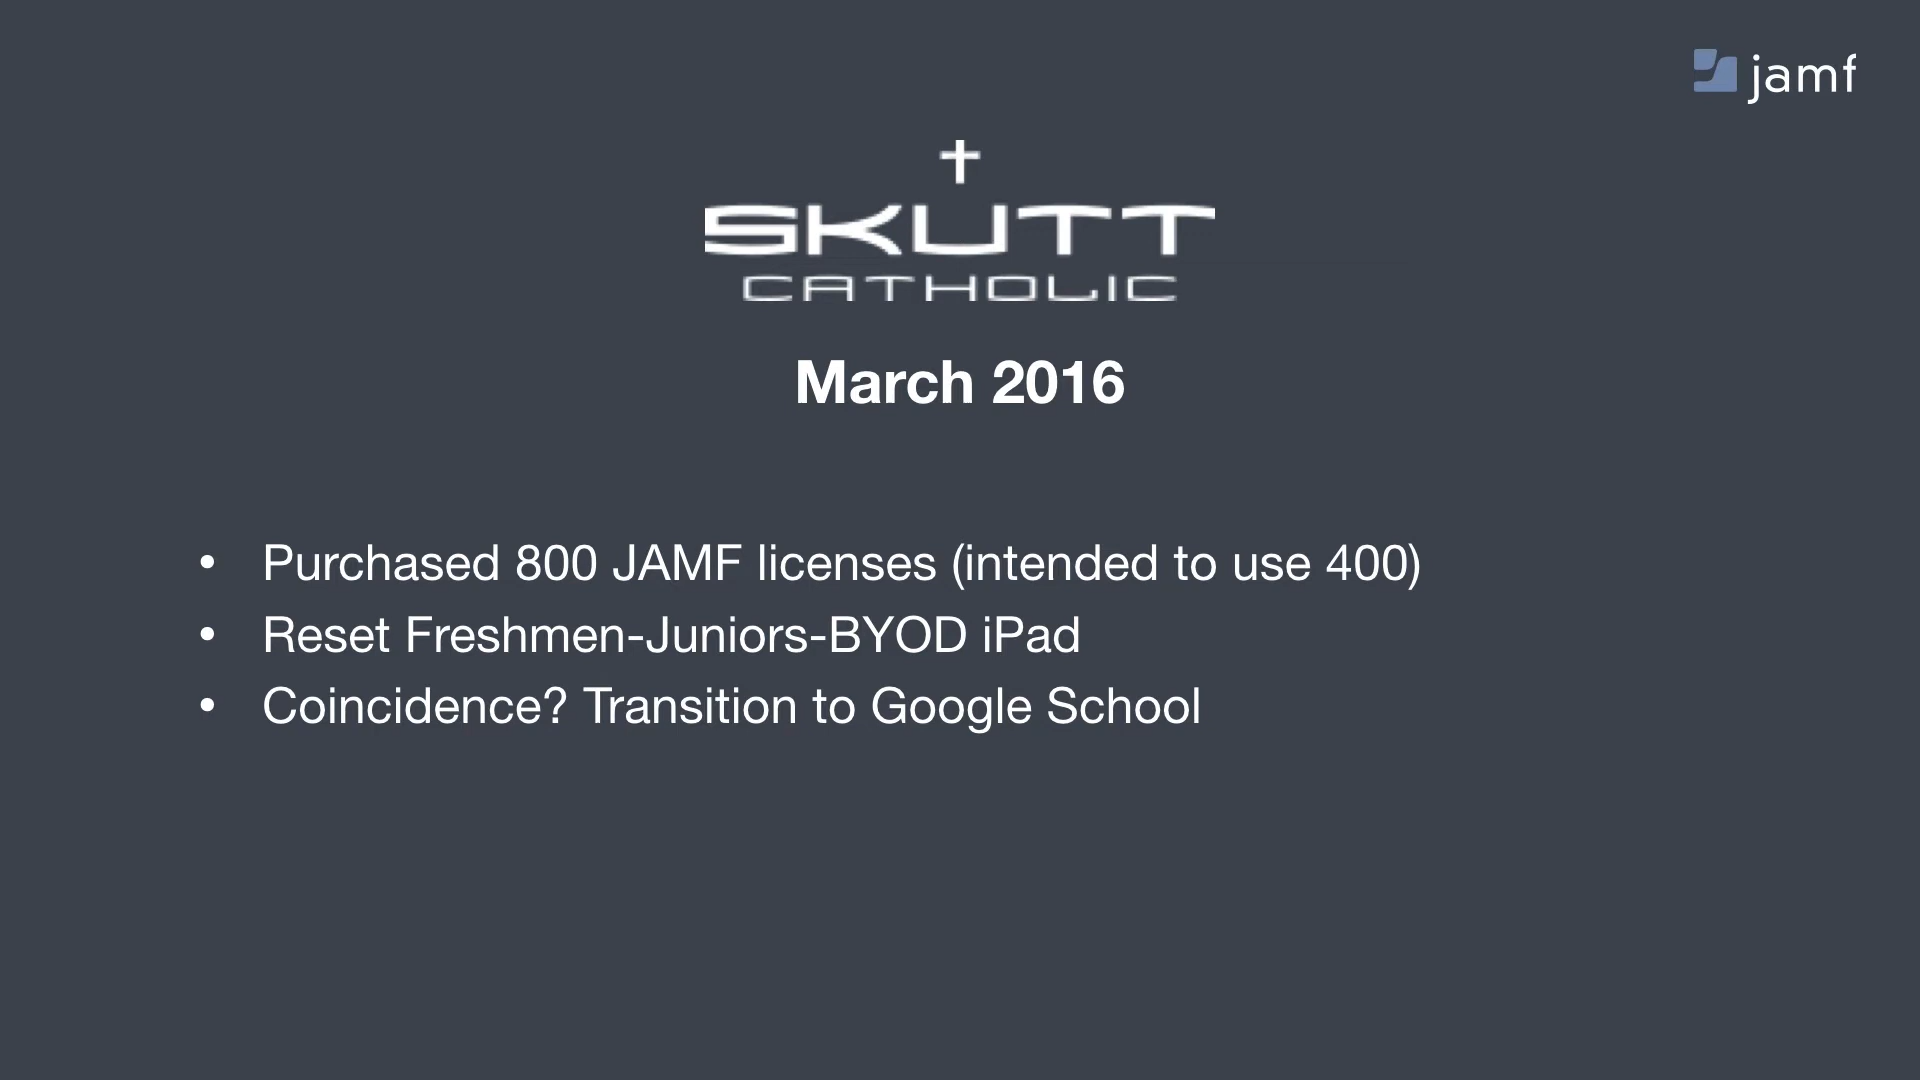 jamf
SKUTT
CATHOLIC
March 2016
• Purchased 800 JAMF licenses (intended to use 400)
• Reset Freshmen-Juniors-BYOD iPad
• Coincidence? Transition to Google School